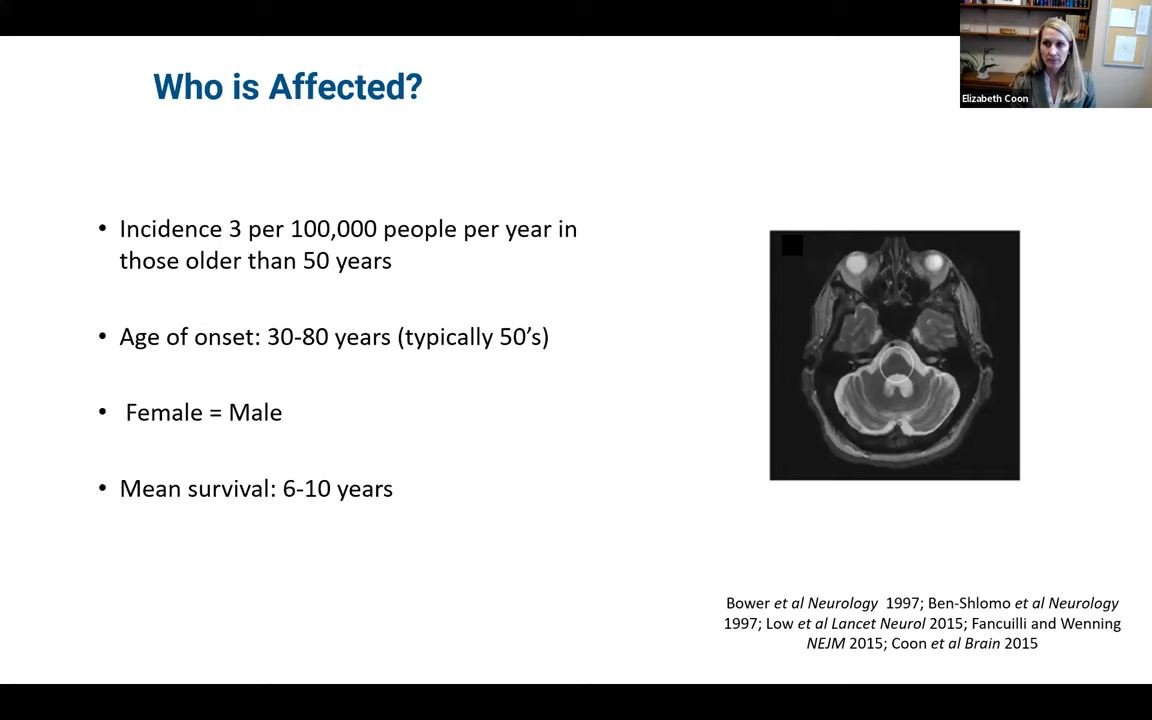 Who is Affected?
Elizabeth Coon
• Incidence 3 per 100,000 people per year in
those older than 50 years
• Age of onset: 30-80 years (typically 50’s)
• Female = Male
• Mean survival: 6-10 years
Bower et al Neurology 1997; Ben-Shlomo et al Neurology
1997; Low et al Lancet Neurol 2015; Fancuilli and Wenning
NEJM 2015; Coon et al Brain 2015